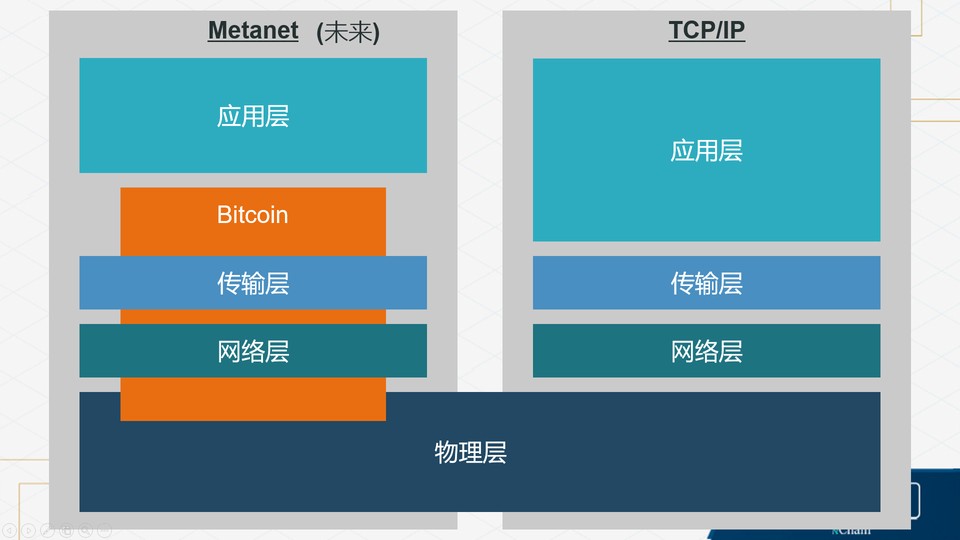 Metanet (未来)
应用层
Bitcoin
传输层
网络层
TCP/IP
应用层
传输层
网络层
物理层
nChain